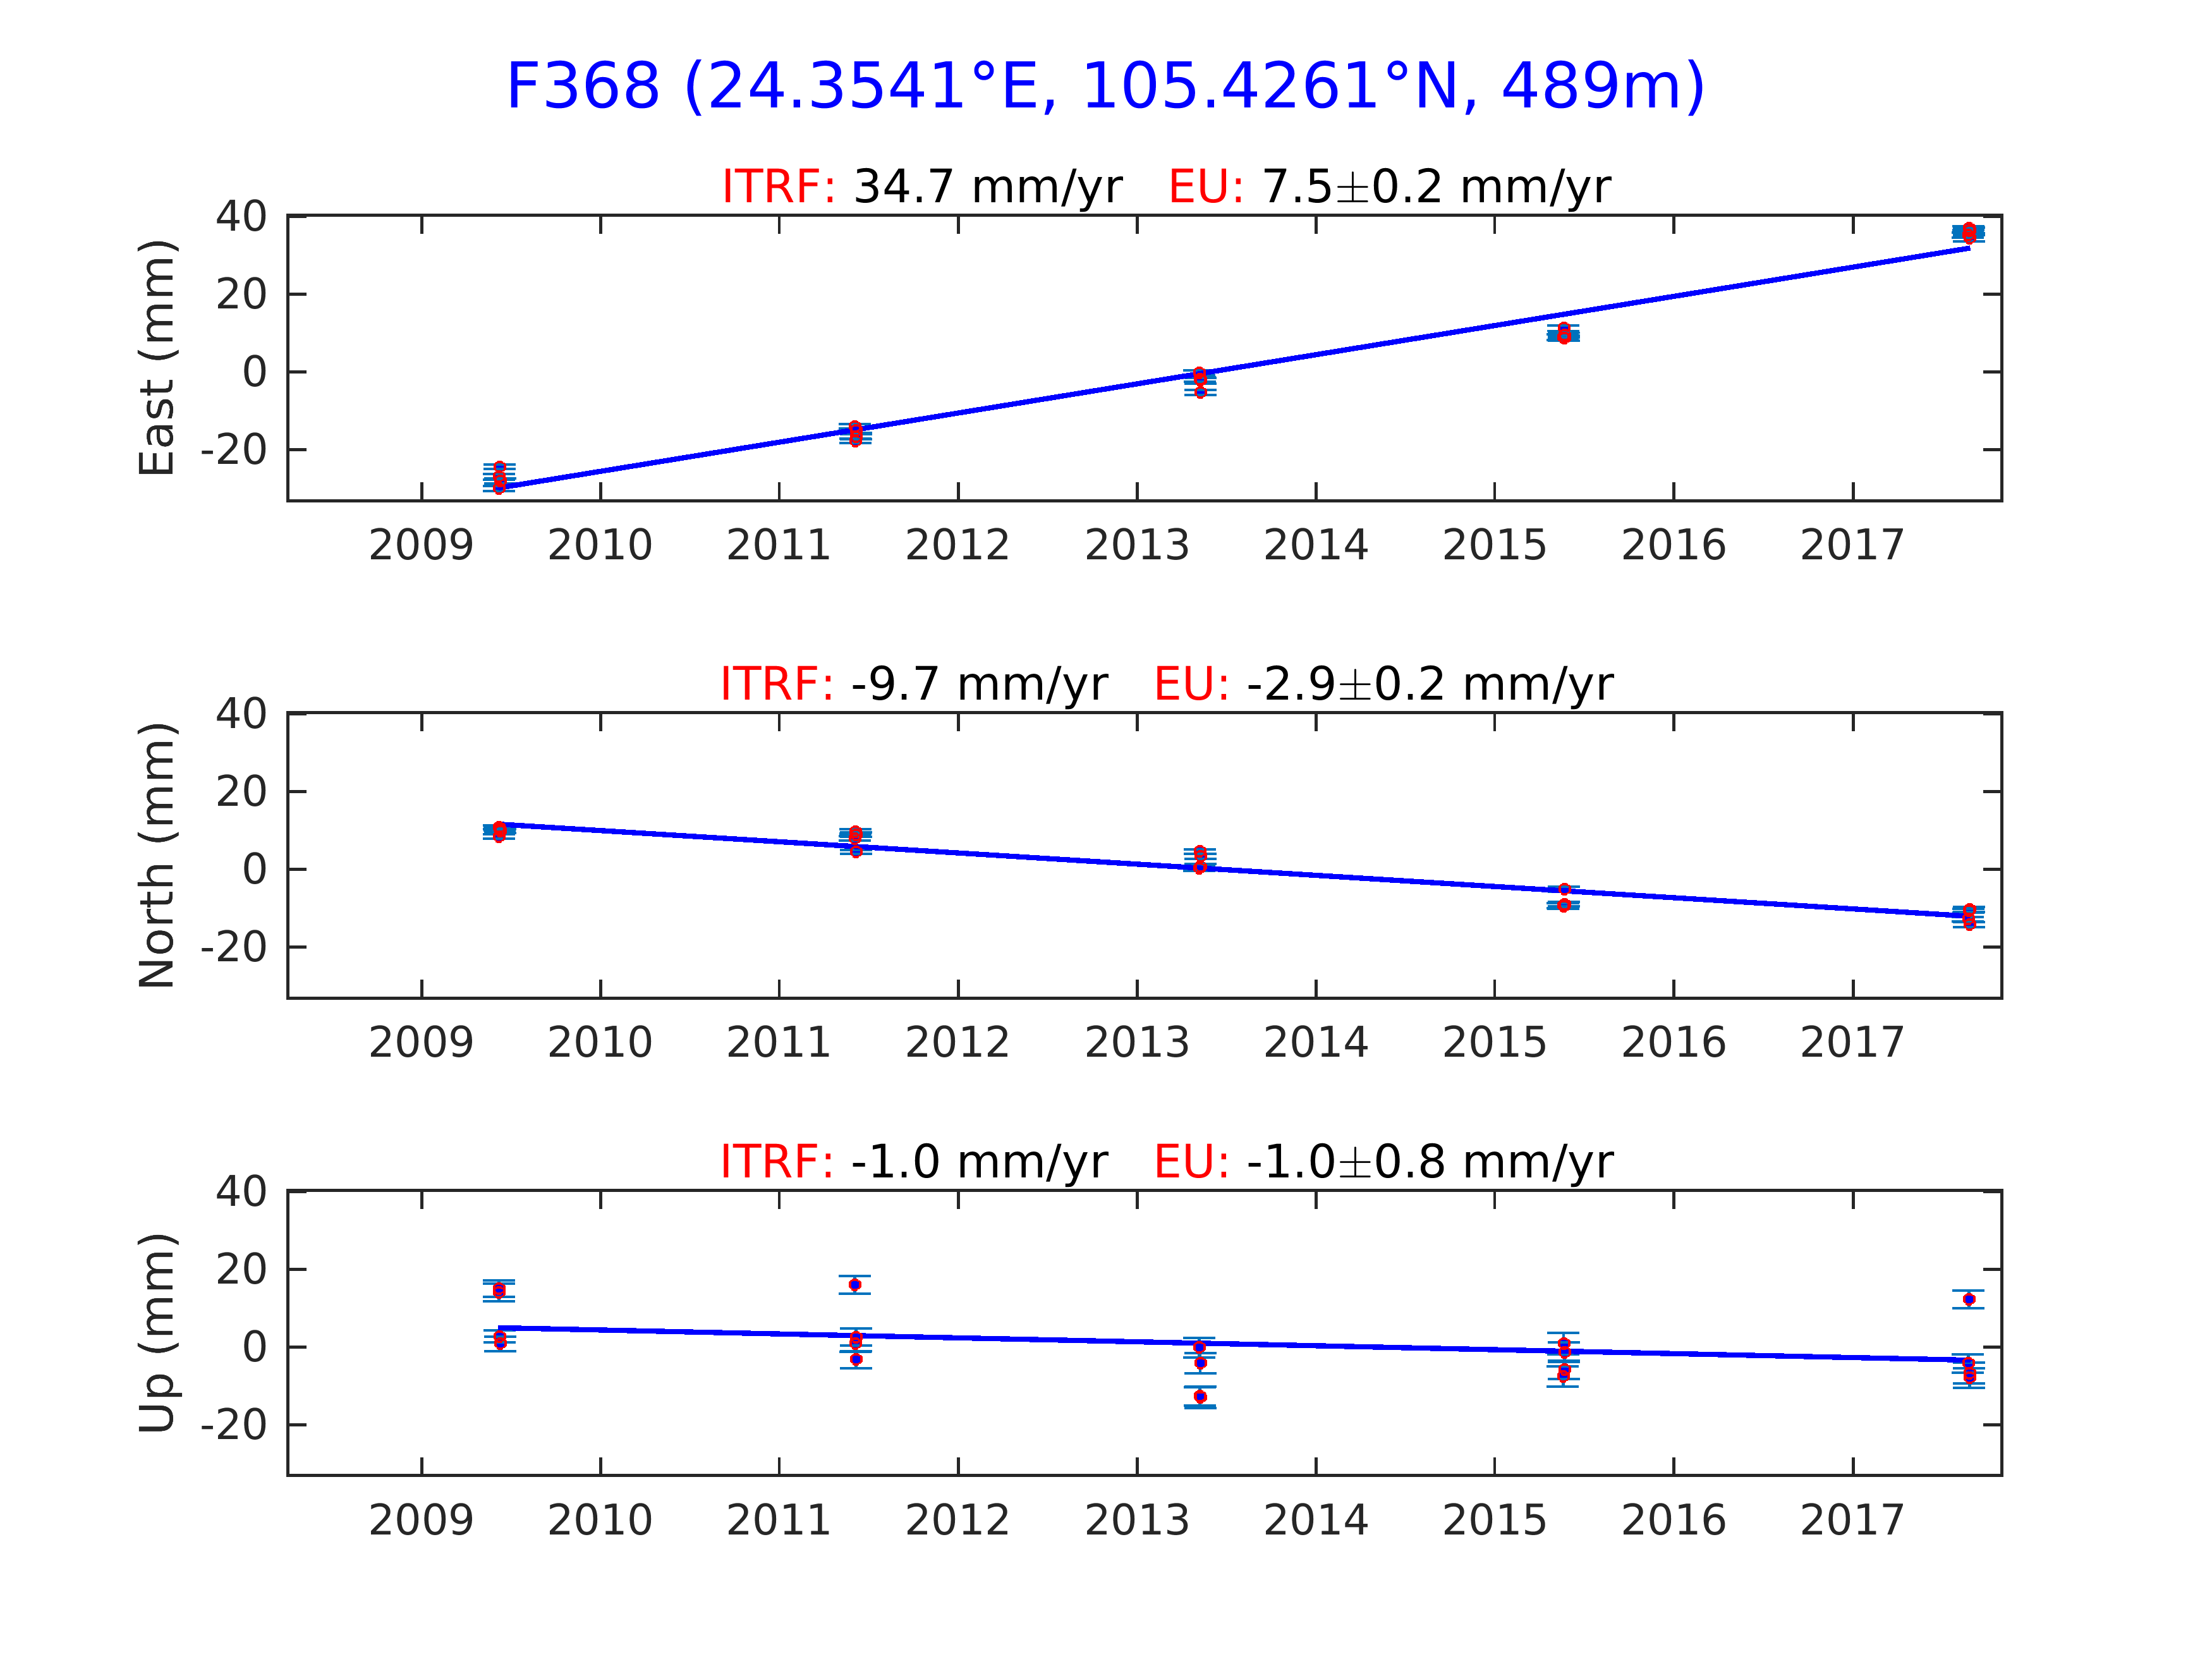 F368 (24.3541°E, 105.4261°N, 489m)
ITRF: 34.7 mm/yr EU: 7.5±0.2 mm/yr
East (mm)
40
20
0
-20
2009 2010 2011 2012 2013 2014 2015 2016 2017
ITRF: -9.7 mm/yr EU: -2.9±0.2 mm/yr
North (mm)
40
20
0
-20
2009 2010 2011 2012 2013 2014 2015 2016 2017
ITRF: -1.0 mm/yr EU: -1.0±0.8 mm/yr
Up (mm)
40
20
0
-20
2009 2010 2011 2012 2013 2014 2015 2016 2017